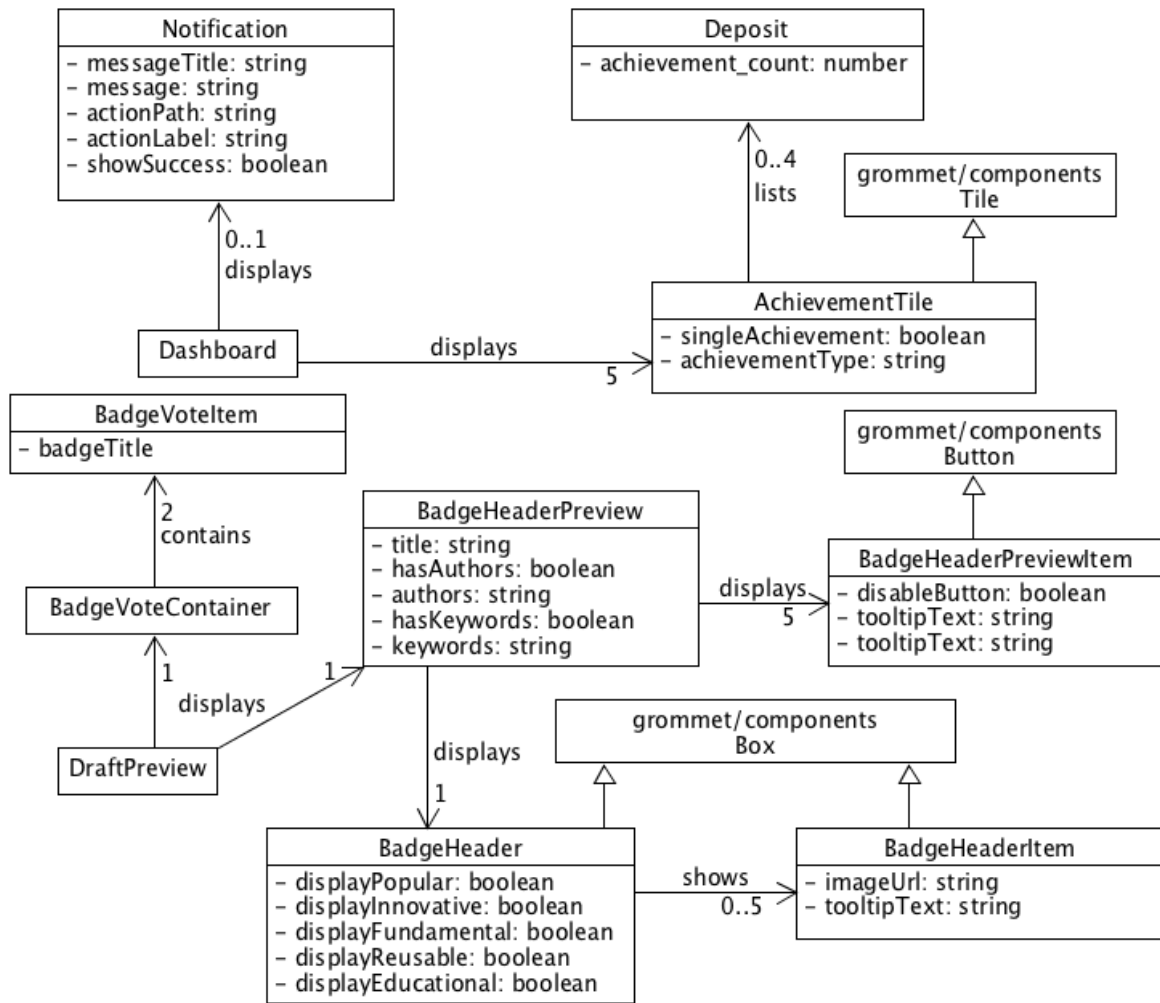 Notification
– messageTitle: string
– message: string
– actionPath: string
– actionLabel: string
– showSuccess: boolean
Deposit
– achievement_count: number
0..4
lists
grommet/components
Tile
0..1
displays
AchievementTile
– singleAchievement: boolean
– achievementType: string
Dashboard
displays
5
BadgeVoteItem
– badgeTitle
grommet/components
Button
2
contains
BadgeHeaderPreview
– title: string
– hasAuthors: boolean
– authors: string
– hasKeywords: boolean
– keywords: string
displays
5
BadgeHeaderPreviewItem
– disableButton: boolean
– tooltipText: string
– tooltipText: string
BadgeVoteContainer
1
1
displays
DraftPreview
displays
1
grommet/components
Box
BadgeHeader
– displayPopular: boolean
– displayInnovative: boolean
– displayFundamental: boolean
– displayReusable: boolean
– displayEducational: boolean
shows
0..5
BadgeHeaderItem
– imageUrl: string
– tooltipText: string